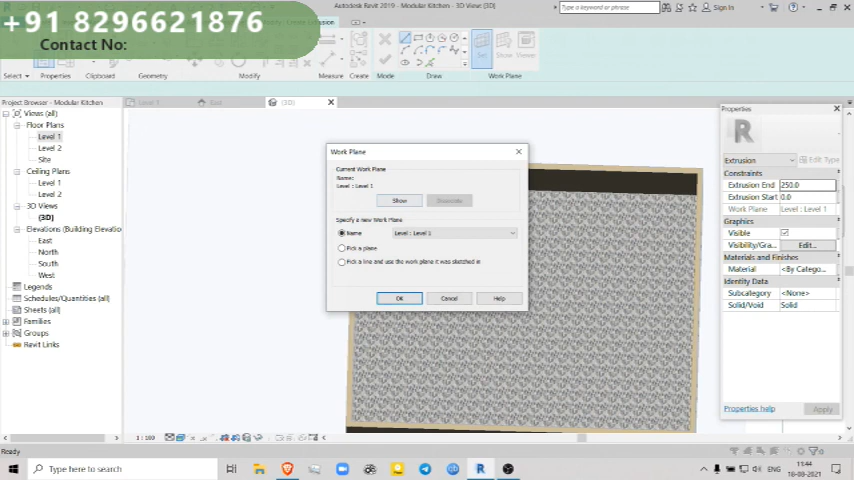 +91 8296621876
Contact No:
Autodesk Revit 2019 - Modular Kitchen - 3D View: {3D}
Type a keyword or phrase
Sign In
Select
Properties
Clipboard
Geometry
Modify
Measure
Create
Mode
Draw
Set
Show
Viewer
Work Plane
Project Browser - Modular Kitchen
Level 1
East
{3D}
Views (all)
Floor Plans
Level 1
Level 2
Site
Ceiling Plans
Level 1
Level 2
3D Views
{3D}
Elevations (Building Elevation
East
North
South
West
Legends
Schedules/Quantities (all)
Sheets (all)
Families
Groups
Revit Links
Work Plane
Current Work Plane
Name:
Level : Level 1
Show
Specify a new Work Plane
Name
Level : Level 1
Pick a plane
Pick a line and use the work plane it was sketched in
OK
Cancel
Help
Properties
R
Extrusion
Edit Type
Constraints
Extrusion End
250.0
Extrusion Start
0.0
Work Plane
Level : Level 1
Graphics
Visible
Visibility/Gra...
Edit...
Materials and Finishes
Material
<By Catego...
Identity Data
Subcategory
<None>
Solid/Void
Solid
Properties help
Apply
1 : 100
Ready
Type here to search
ENG
11:44
18-08-2021